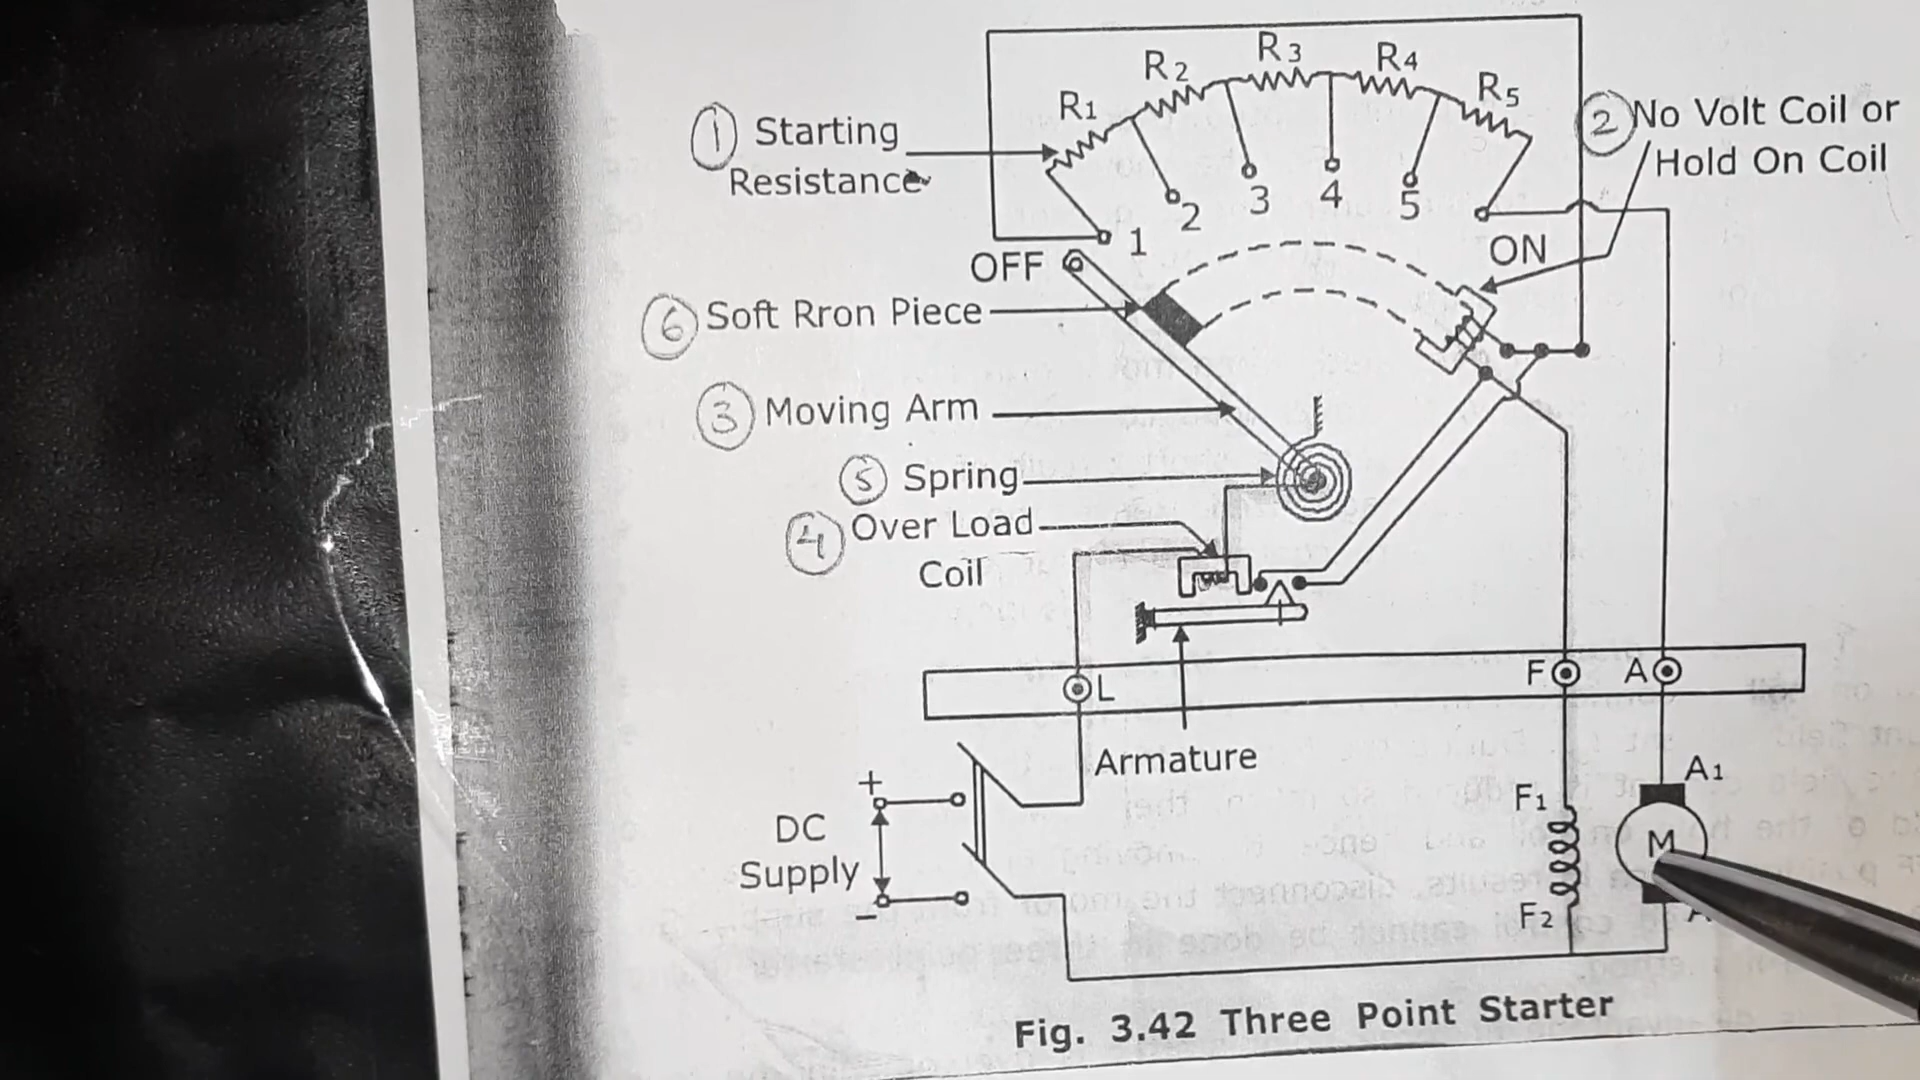 R1
R2
R3
R4
R5
1 Starting
Resistance
2 No Volt Coil or
Hold On Coil
1
2
3
4
5
ON
OFF
6 Soft Rron Piece
3 Moving Arm
5 Spring
4 Over Load
Coil
L
F
A
Armature
+
DC
Supply
−
F1
F2
A1
M
A
Fig. 3.42 Three Point Starter